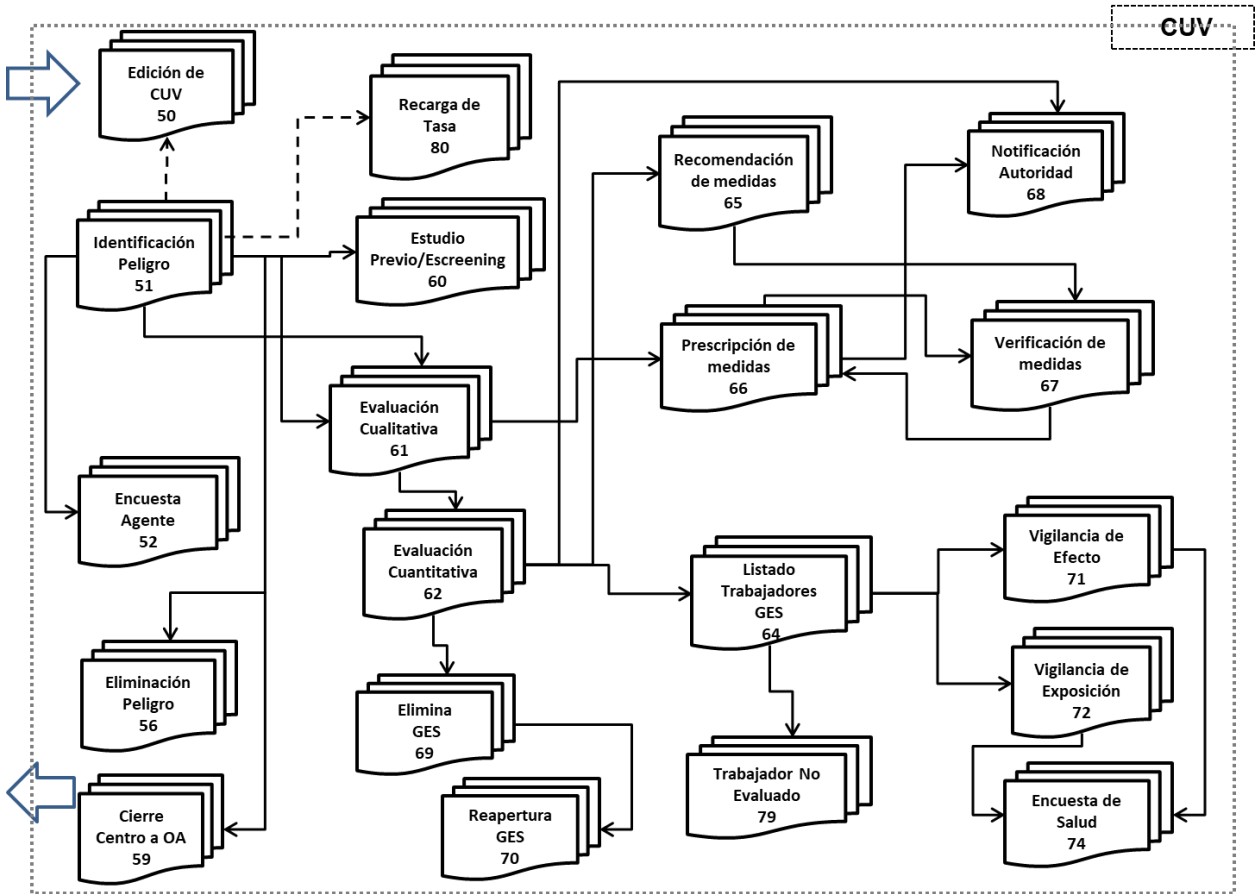 CUV
Edición de
CUV
50
Recarga de
Tasa
80
Recomendación
de medidas
65
Notificación
Autoridad
68
Identificación
Peligro
51
Estudio
Previo/Escreening
60
Prescripción de
medidas
66
Verificación de
medidas
67
Evaluación
Cualitativa
61
Encuesta
Agente
52
Evaluación
Cuantitativa
62
Listado
Trabajadores
GES
64
Vigilancia de
Efecto
71
Eliminación
Peligro
56
Elimina
GES
69
Vigilancia de
Exposición
72
Cierre
Centro a OA
59
Reapertura
GES
70
Trabajador No
Evaluado
79
Encuesta de
Salud
74